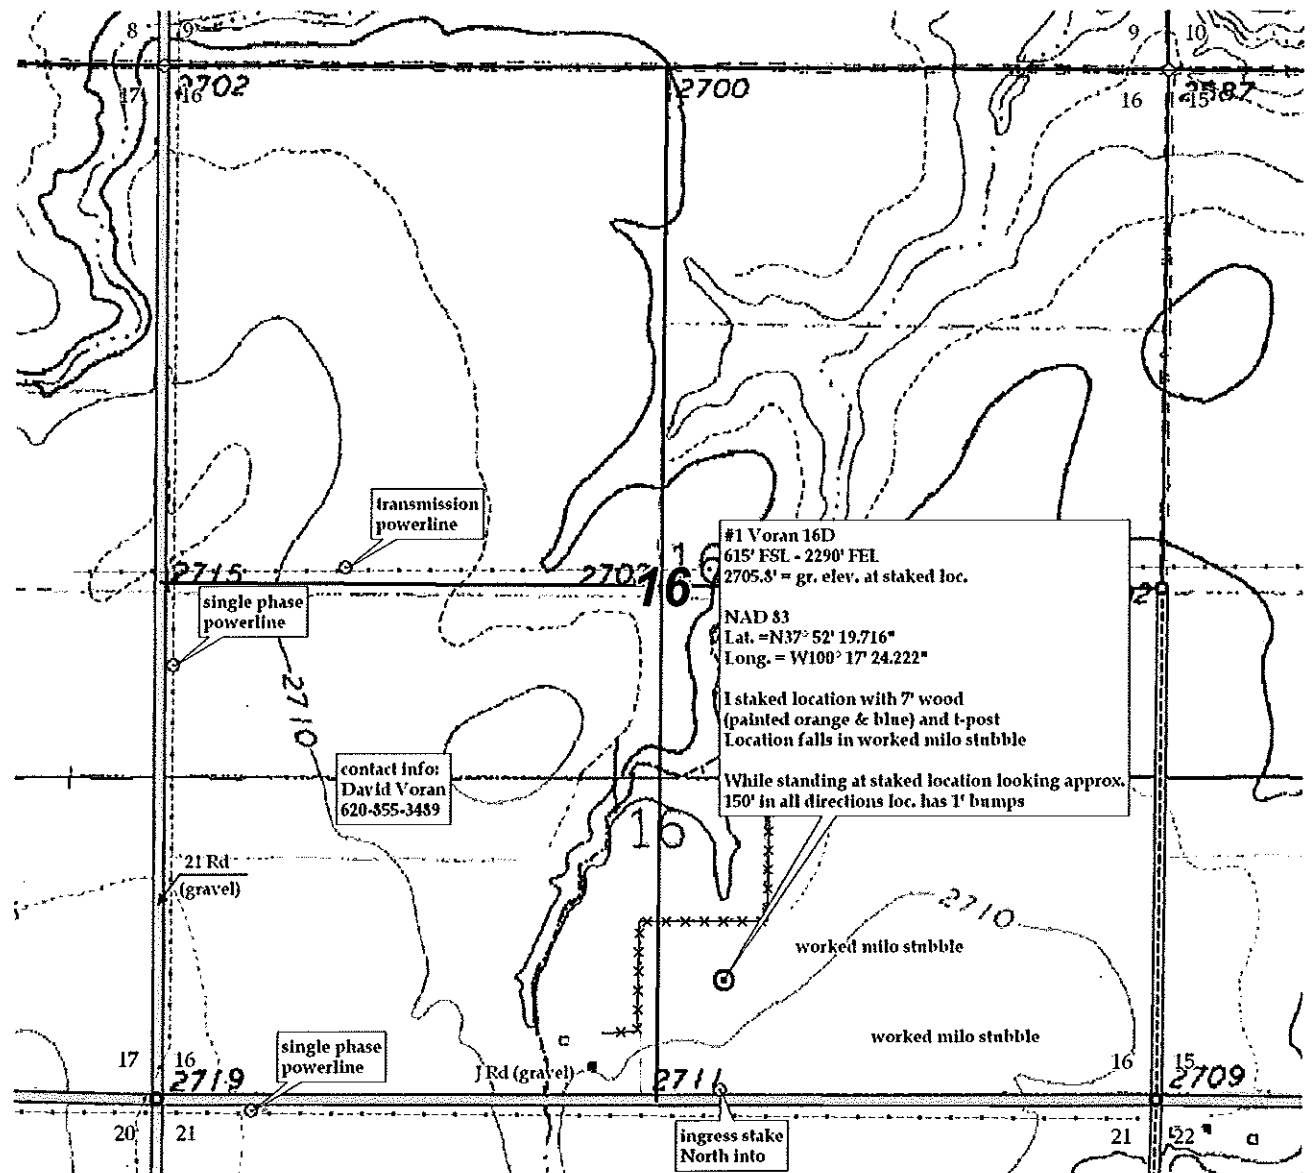 8 9
9 10
17 16
2702
2700
16 15
2587
transmission
powerline
2715
2707
16
#1 Voran 16D
615' FSL - 2290' FEL
2705.8' = gr. elev. at staked loc.
NAD 83
Lat. =N37° 52' 19.716"
Long. = W100° 17' 24.222"
I staked location with 7' wood
(painted orange & blue) and t-post
Location falls in worked milo stubble
While standing at staked location looking approx.
150' in all directions loc. has 1' bumps
single phase
powerline
2710
contact info:
David Voran
620-855-3489
16
21 Rd
(gravel)
2710
worked milo stubble
worked milo stubble
single phase
powerline
17 16
2719
J Rd (gravel)
2711
16 15
2709
20 21
ingress stake
North into
21 22